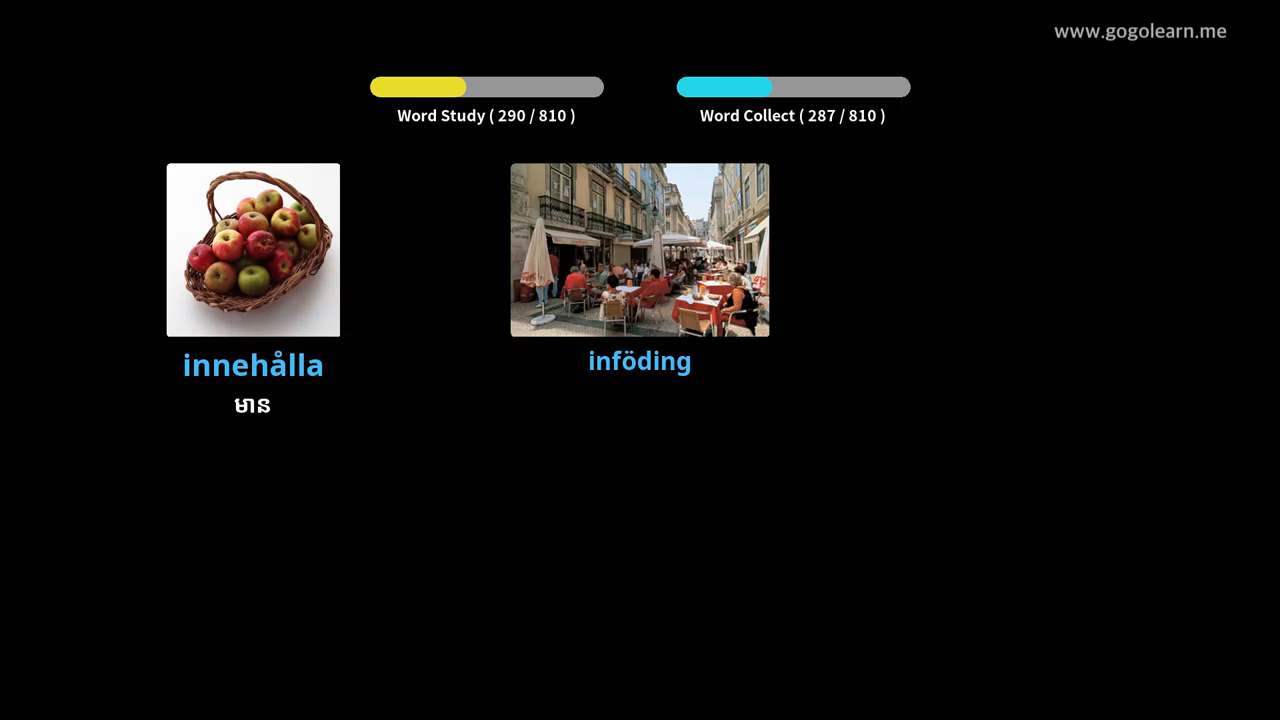 www.gogolearn.me
Word Study ( 290 / 810 )
Word Collect ( 287 / 810 )
innehålla
មាន
inföding